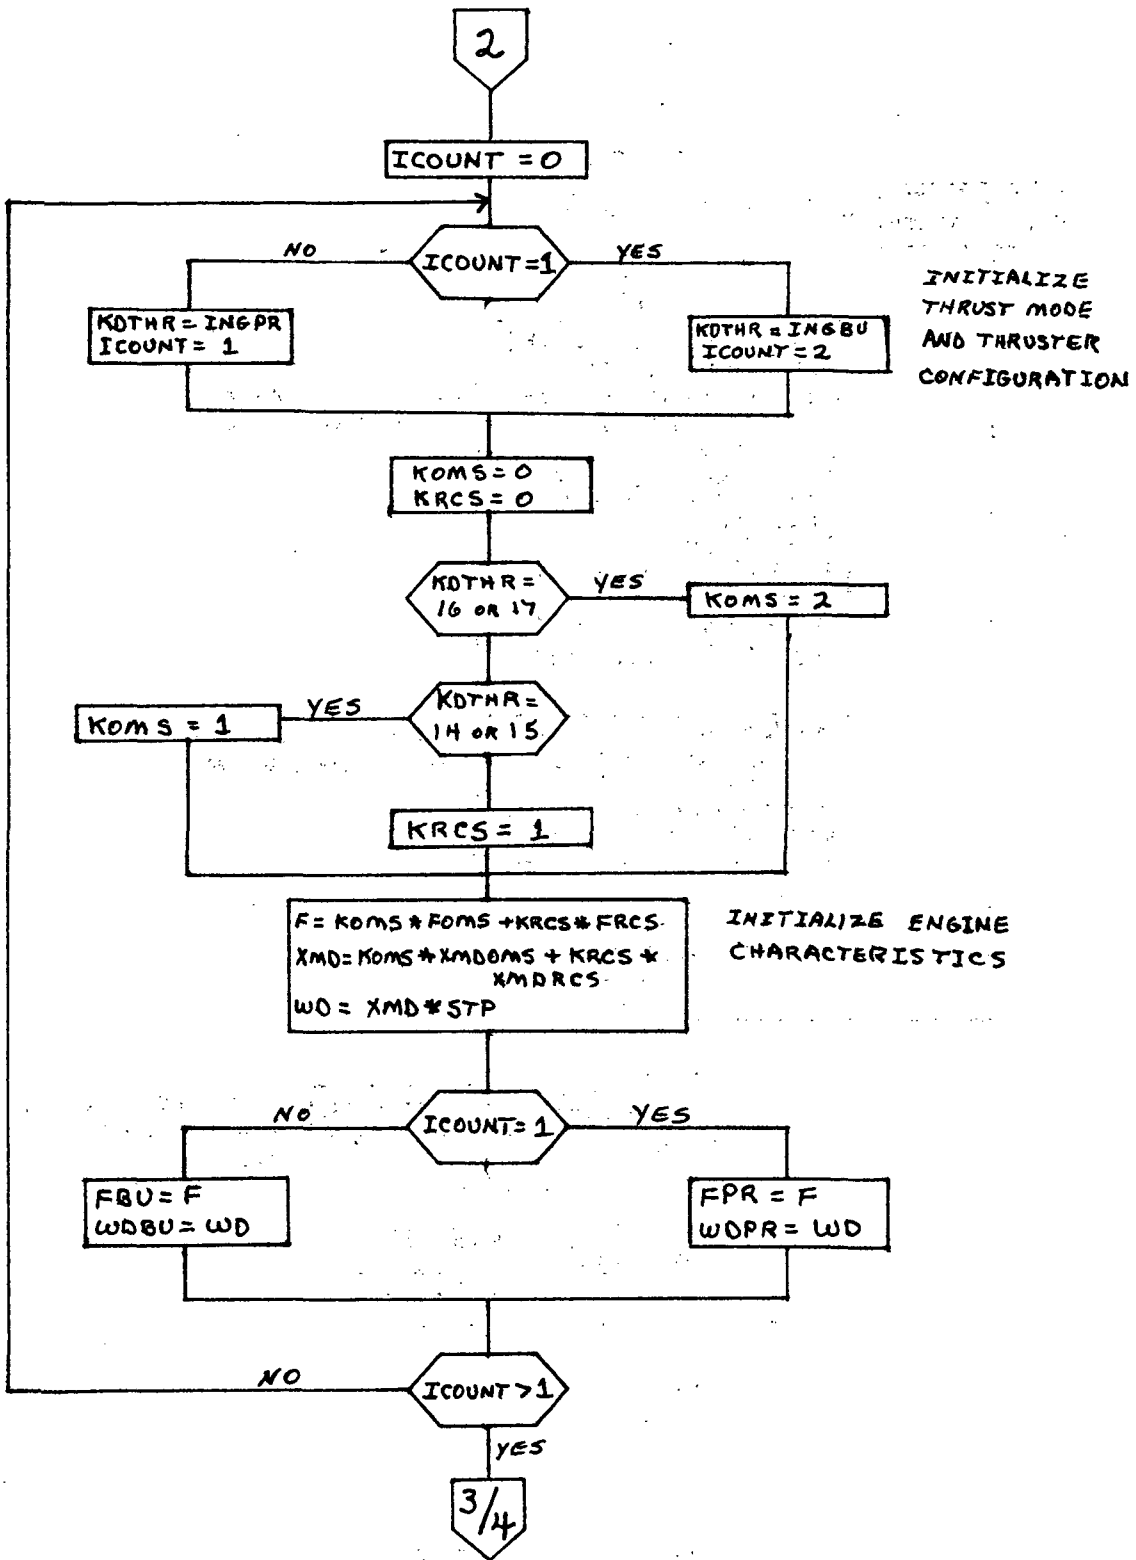 2
ICOUNT = 0
NO
ICOUNT=1
YES
KDTHR = INGPR
ICOUNT = 1
KDTHR = INGBU
ICOUNT = 2
INITIALIZE
THRUST MODE
AND THRUSTER
CONFIGURATION
KOMS = 0
KRCS = 0
KDTHR =
16 OR 17
YES
KOMS = 2
KOMS = 1
YES
KDTHR =
14 OR 15
KRCS = 1
F = KOMS * FOMS + KRCS * FRCS
XMD = KOMS * XMDOMS + KRCS *
XMDRCS
WD = XMD * STP
INITIALIZE ENGINE
CHARACTERISTICS
NO
ICOUNT = 1
YES
FBU = F
WDBU = WD
FPR = F
WDPR = WD
NO
ICOUNT > 1
YES
3/4